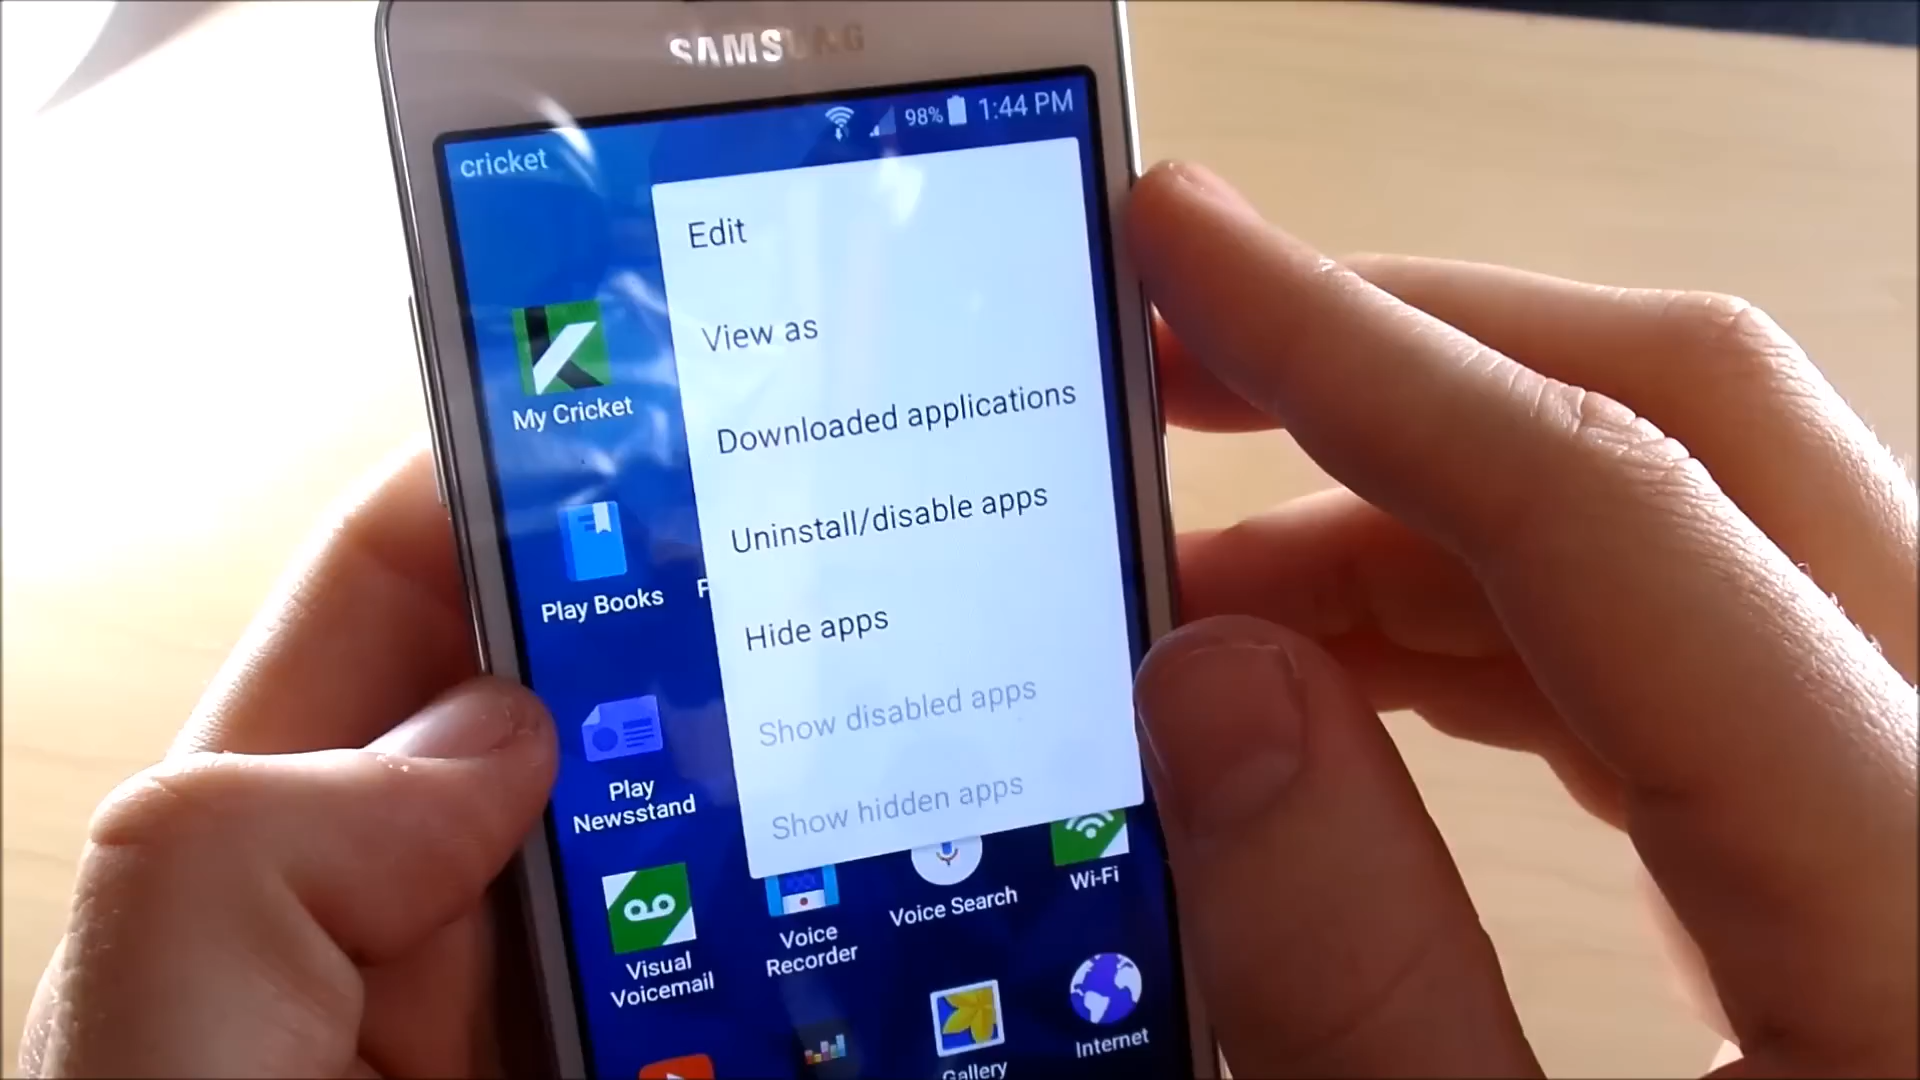 SAMSUNG
98% 1:44 PM
cricket
Edit
View as
Downloaded applications
Uninstall/disable apps
Hide apps
Show disabled apps
Show hidden apps
My Cricket
Play Books
Play
Newsstand
Visual
Voicemail
Voice
Recorder
Voice Search
Wi-Fi
Gallery
Internet